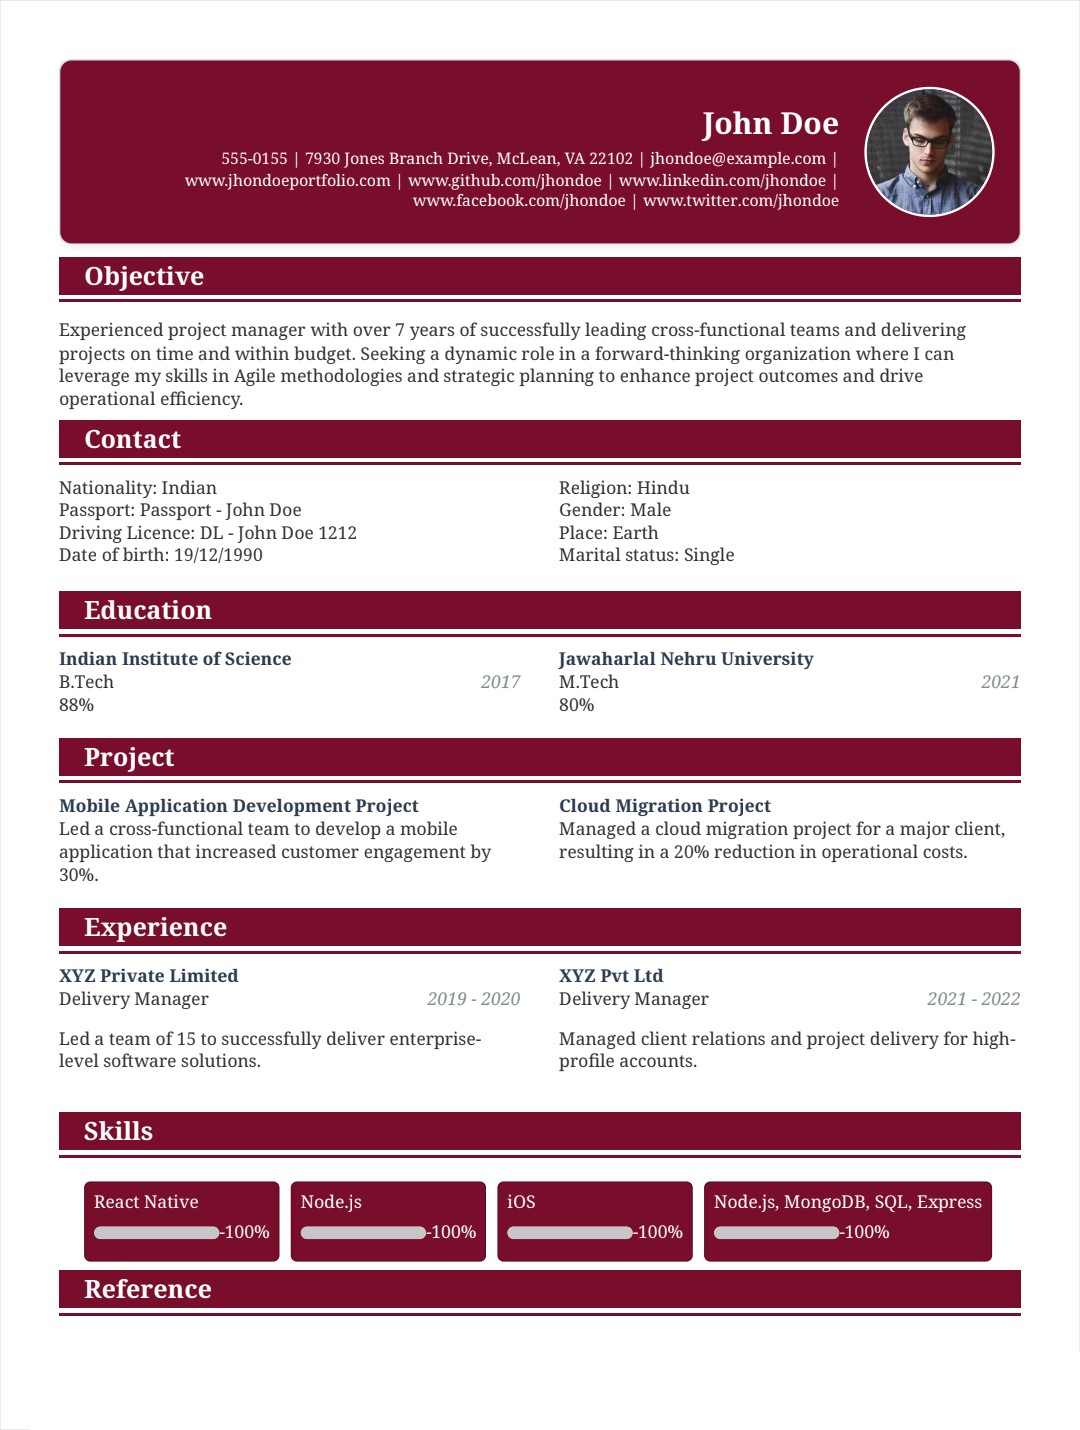 John Doe
555-0155 | 7930 Jones Branch Drive, McLean, VA 22102 | jhondoe@example.com |
www.jhondoeportfolio.com | www.github.com/jhondoe | www.linkedin.com/jhondoe |
www.facebook.com/jhondoe | www.twitter.com/jhondoe
Objective
Experienced project manager with over 7 years of successfully leading cross-functional teams and delivering
projects on time and within budget. Seeking a dynamic role in a forward-thinking organization where I can
leverage my skills in Agile methodologies and strategic planning to enhance project outcomes and drive
operational efficiency.
Contact
Nationality: Indian
Passport: Passport - John Doe
Driving Licence: DL - John Doe 1212
Date of birth: 19/12/1990
Religion: Hindu
Gender: Male
Place: Earth
Marital status: Single
Education
Indian Institute of Science
B.Tech 2017
88%
Jawaharlal Nehru University
M.Tech 2021
80%
Project
Mobile Application Development Project
Led a cross-functional team to develop a mobile
application that increased customer engagement by
30%.
Cloud Migration Project
Managed a cloud migration project for a major client,
resulting in a 20% reduction in operational costs.
Experience
XYZ Private Limited
Delivery Manager 2019 - 2020
Led a team of 15 to successfully deliver enterprise-
level software solutions.
XYZ Pvt Ltd
Delivery Manager 2021 - 2022
Managed client relations and project delivery for high-
profile accounts.
Skills
React Native
-100%
Node.js
-100%
iOS
-100%
Node.js, MongoDB, SQL, Express
-100%
Reference